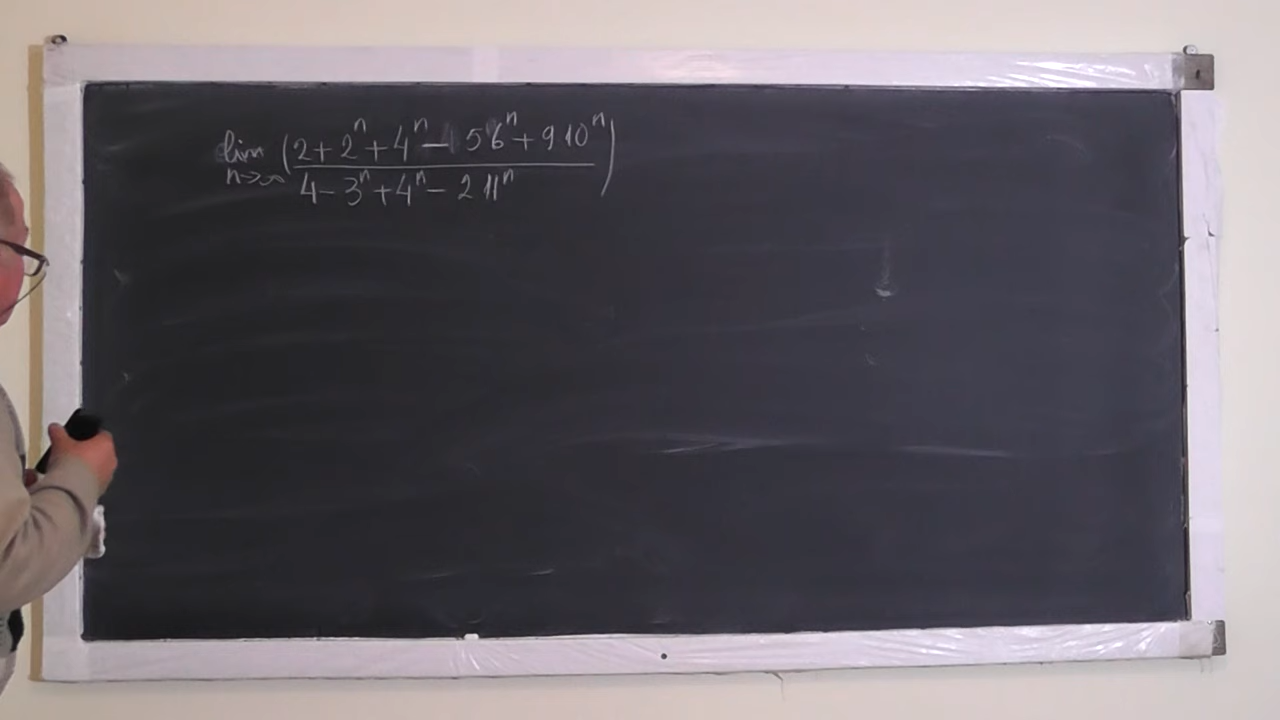 lim (2+2ⁿ+4ⁿ− 5 6ⁿ+9 10ⁿ)
n→∞ 4−3ⁿ+4ⁿ− 2 11ⁿ